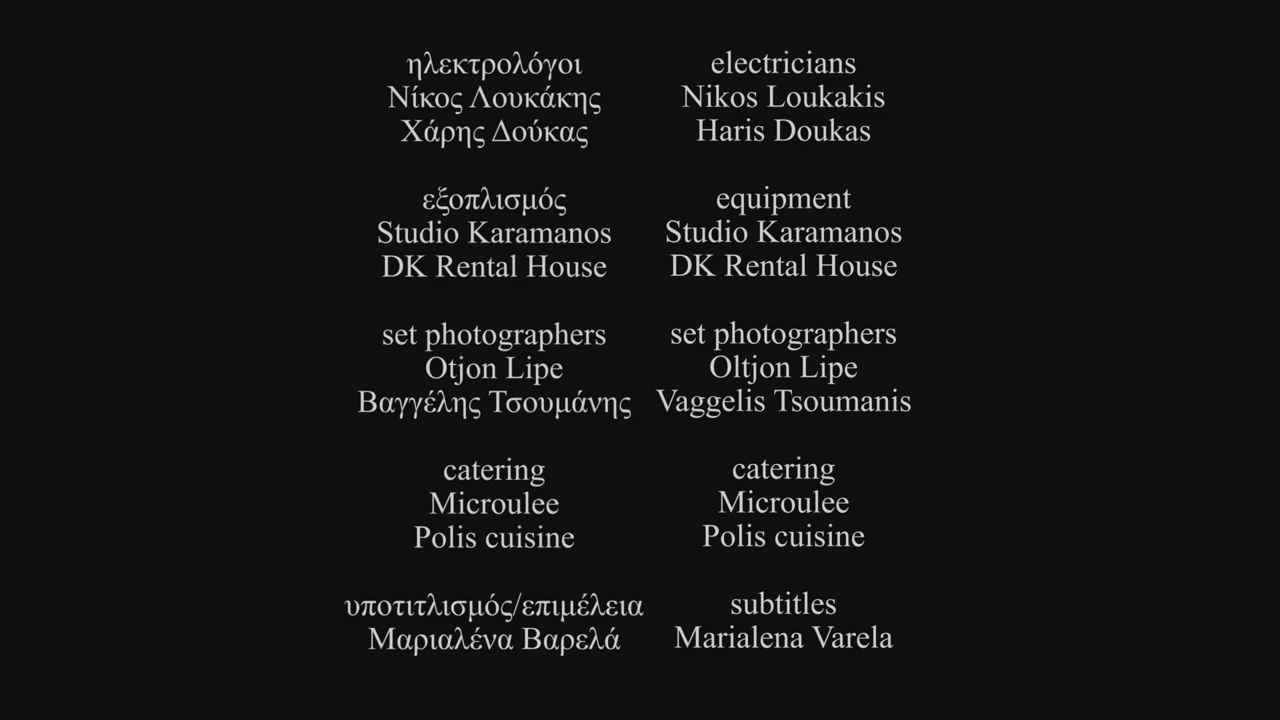 ηλεκτρολόγοι
Νίκος Λουκάκης
Χάρης Δούκας
εξοπλισμός
Studio Karamanos
DK Rental House
set photographers
Otjon Lipe
Βαγγέλης Τσουμάνης
catering
Microulee
Polis cuisine
υποτιτλισμός/επιμέλεια
Μαριαλένα Βαρελά
electricians
Nikos Loukakis
Haris Doukas
equipment
Studio Karamanos
DK Rental House
set photographers
Oltjon Lipe
Vaggelis Tsoumanis
catering
Microulee
Polis cuisine
subtitles
Marialena Varela